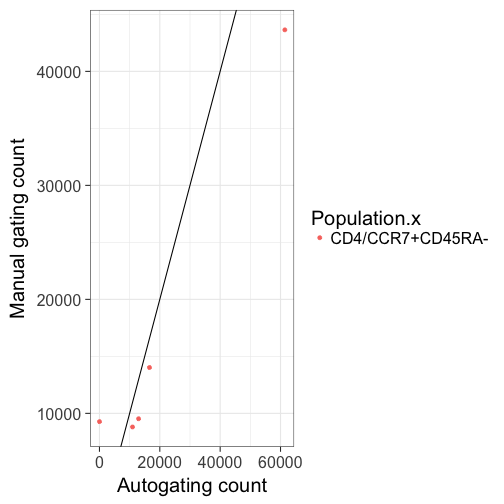 40000
30000
20000
10000
0 20000 40000 60000
Manual gating count
Autogating count
Population.x
CD4/CCR7+CD45RA-